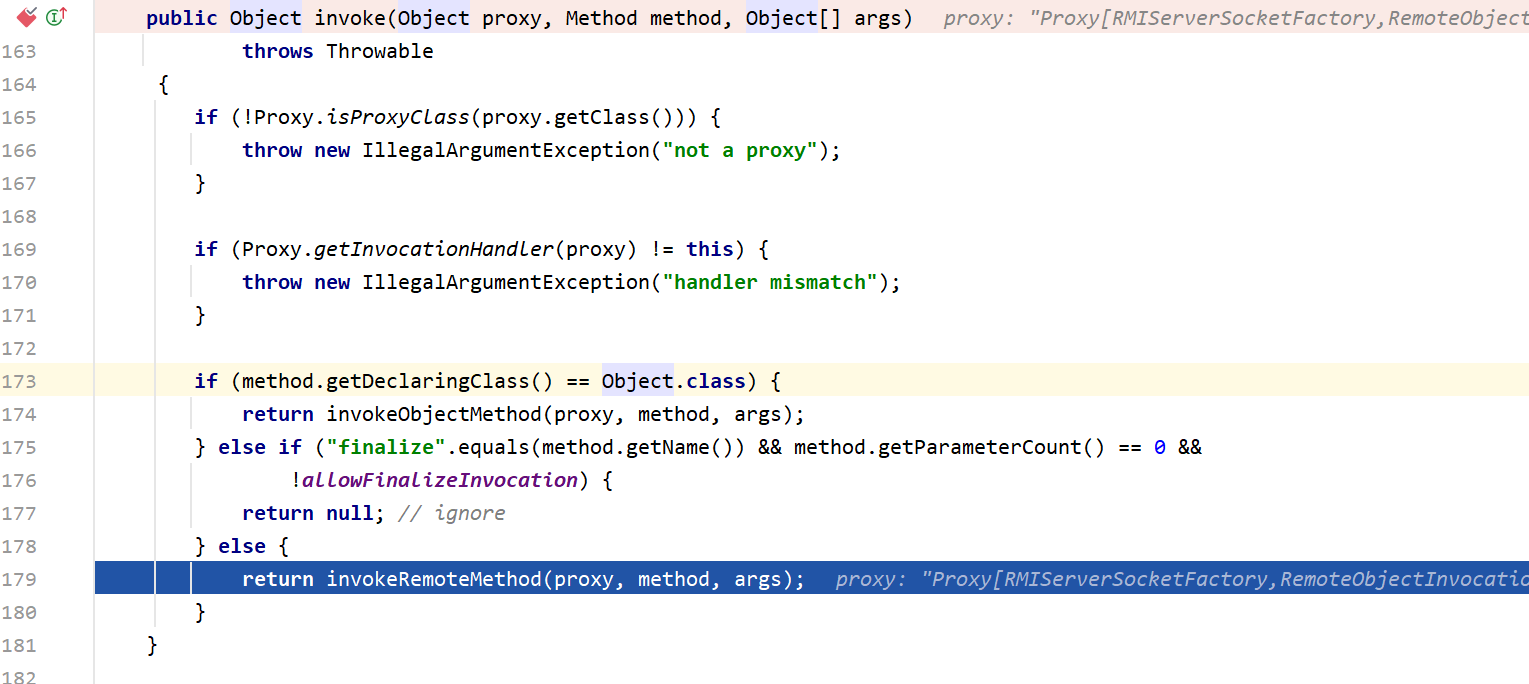 public Object invoke(Object proxy, Method method, Object[] args) proxy: "Proxy[RMIServerSocketFactory,RemoteObject
163 throws Throwable
164 {
165 if (!Proxy.isProxyClass(proxy.getClass())) {
166 throw new IllegalArgumentException("not a proxy");
167 }
168
169 if (Proxy.getInvocationHandler(proxy) != this) {
170 throw new IllegalArgumentException("handler mismatch");
171 }
172
173 if (method.getDeclaringClass() == Object.class) {
174 return invokeObjectMethod(proxy, method, args);
175 } else if ("finalize".equals(method.getName()) && method.getParameterCount() == 0 &&
176 !allowFinalizeInvocation) {
177 return null; // ignore
178 } else {
179 return invokeRemoteMethod(proxy, method, args); proxy: "Proxy[RMIServerSocketFactory,RemoteObjectInvocatio
180 }
181 }
182